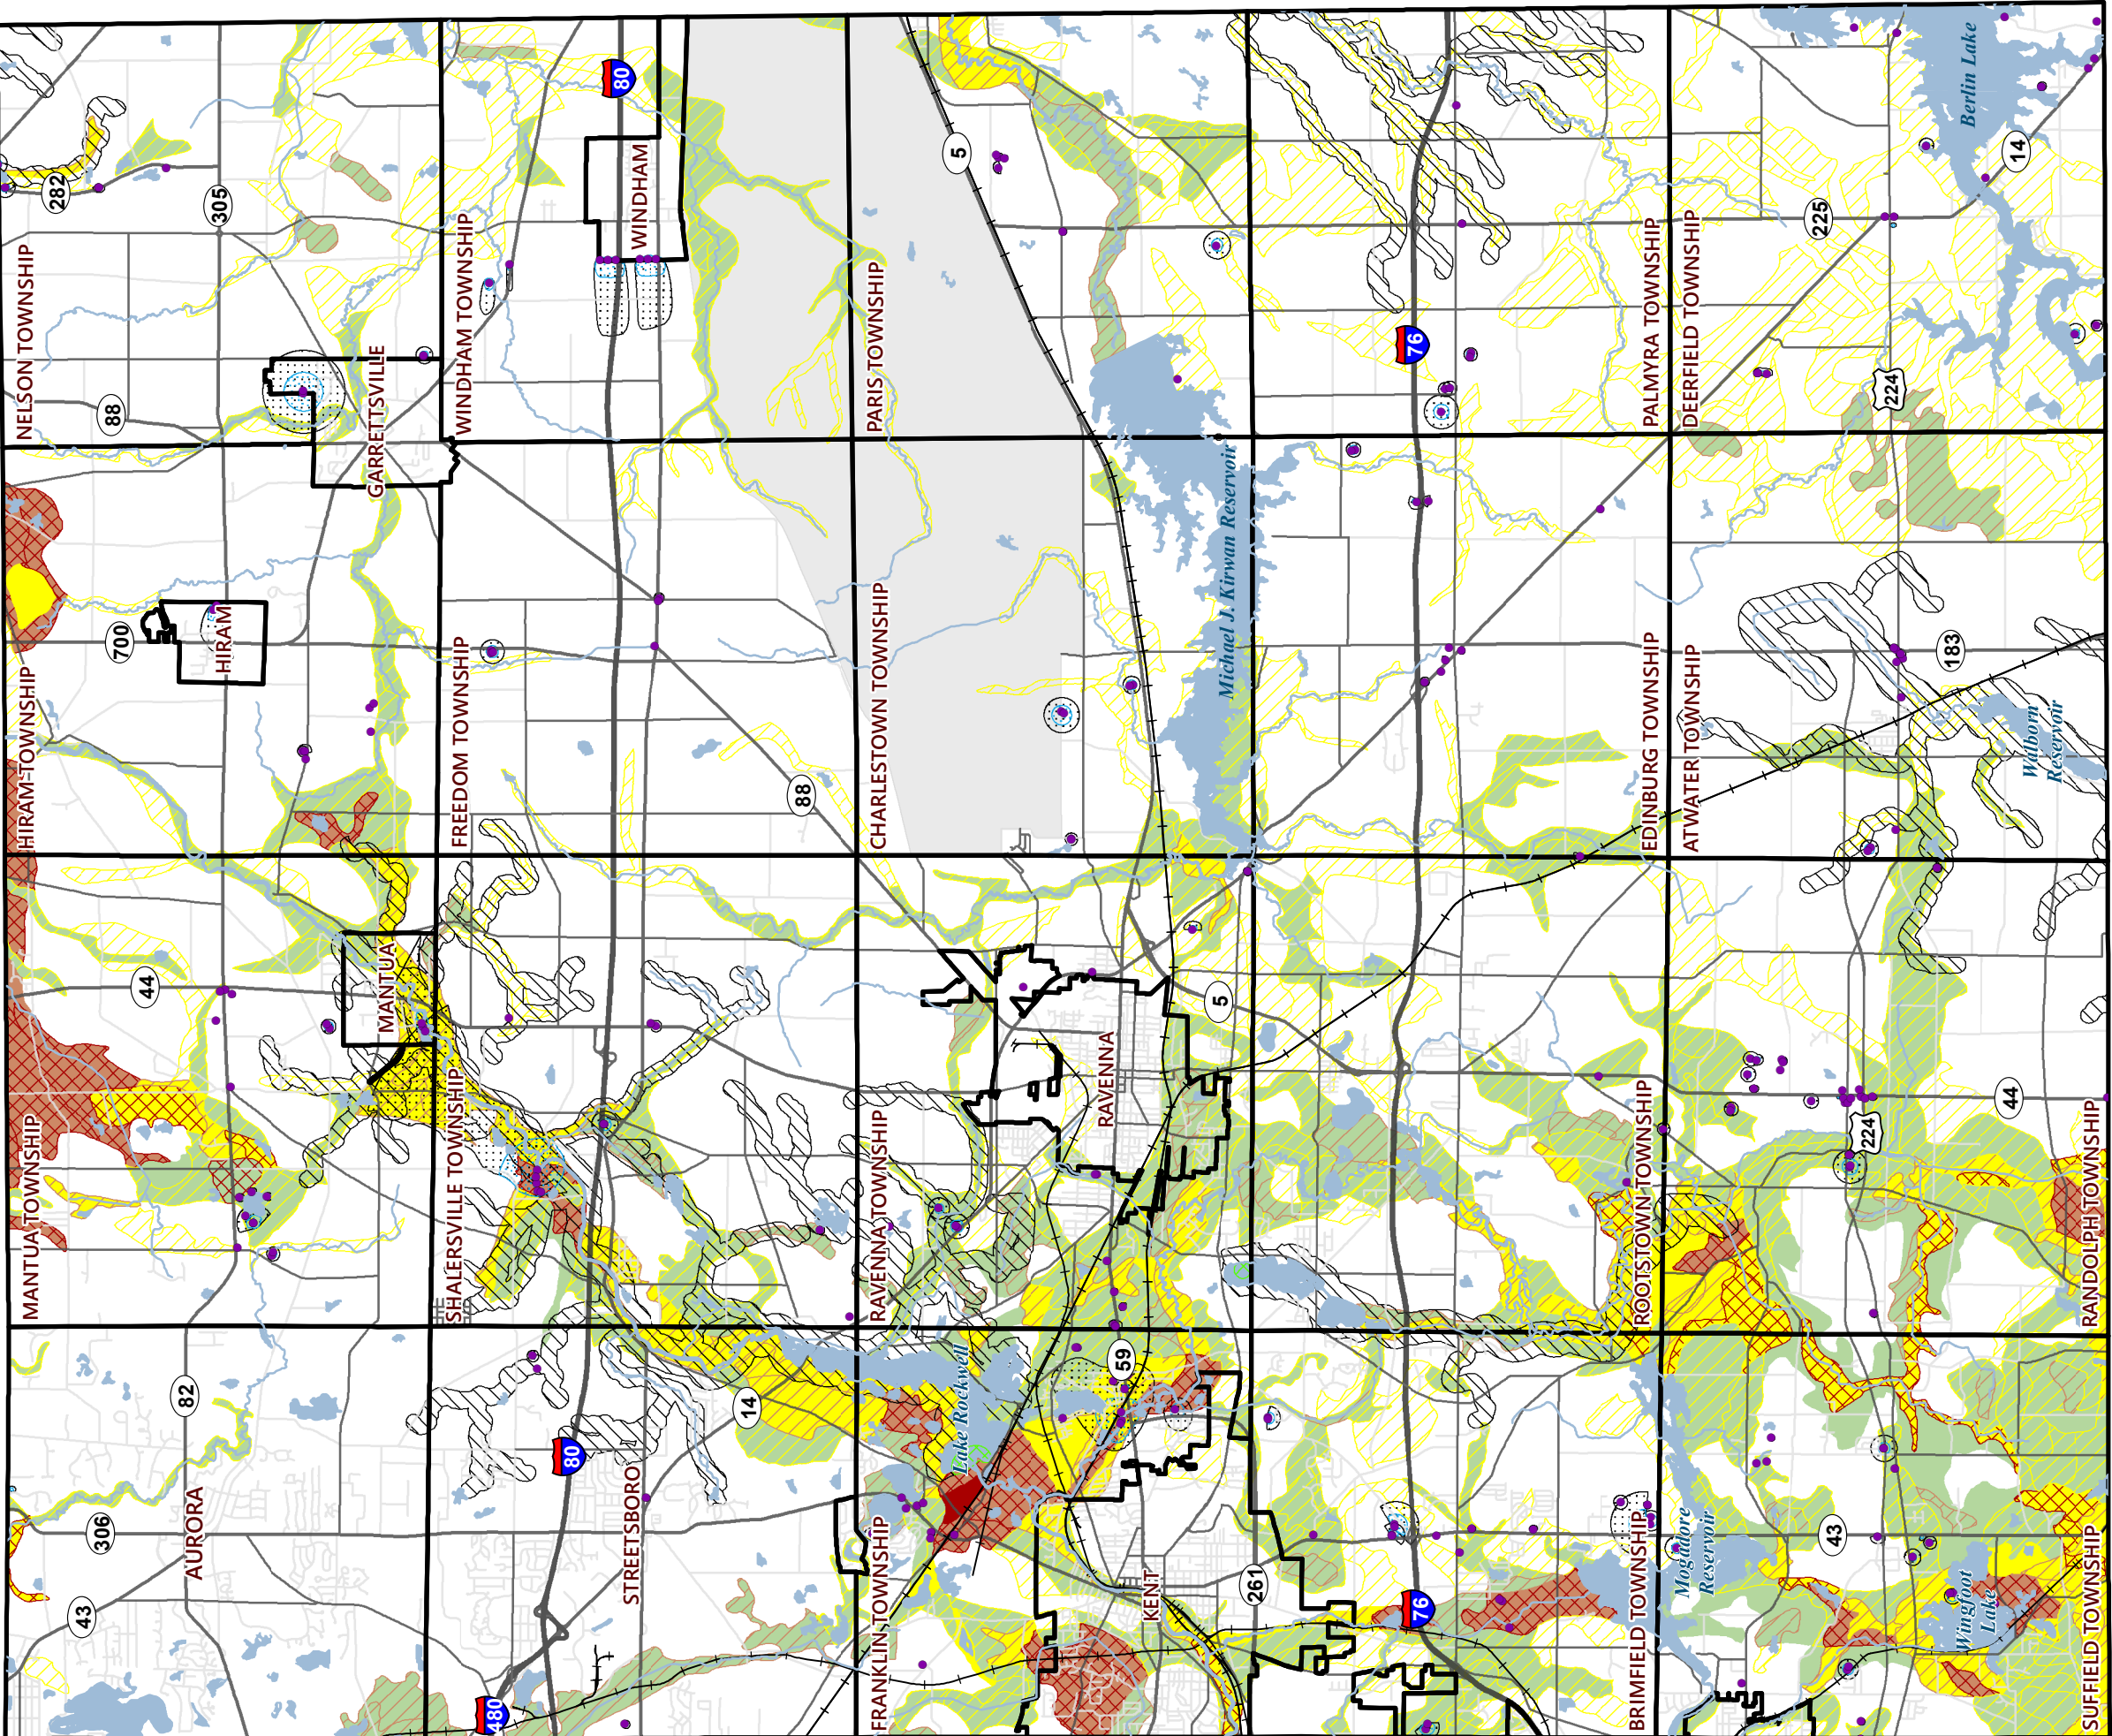 43
306
AURORA
82
MANTUA TOWNSHIP
44
MANTUA
HIRAM TOWNSHIP
700
HIRAM
NELSON TOWNSHIP
88
282
305
GARRETTSVILLE
480
80
STREETSBORO
14
SHALERSVILLE TOWNSHIP
FREEDOM TOWNSHIP
88
WINDHAM TOWNSHIP
WINDHAM
80
FRANKLIN TOWNSHIP
Lake Rockwell
KENT
59
261
RAVENNA TOWNSHIP
RAVENNA
5
CHARLESTOWN TOWNSHIP
Michael J. Kirwan Reservoir
PARIS TOWNSHIP
5
76
BRIMFIELD TOWNSHIP
ROOTSTOWN TOWNSHIP
EDINBURG TOWNSHIP
76
PALMYRA TOWNSHIP
Mogadore
Reservoir
43
Wingfoot
Lake
SUFFIELD TOWNSHIP
224
44
RANDOLPH TOWNSHIP
ATWATER TOWNSHIP
183
Walborn
Reservoir
DEERFIELD TOWNSHIP
224
225
Berlin Lake
14